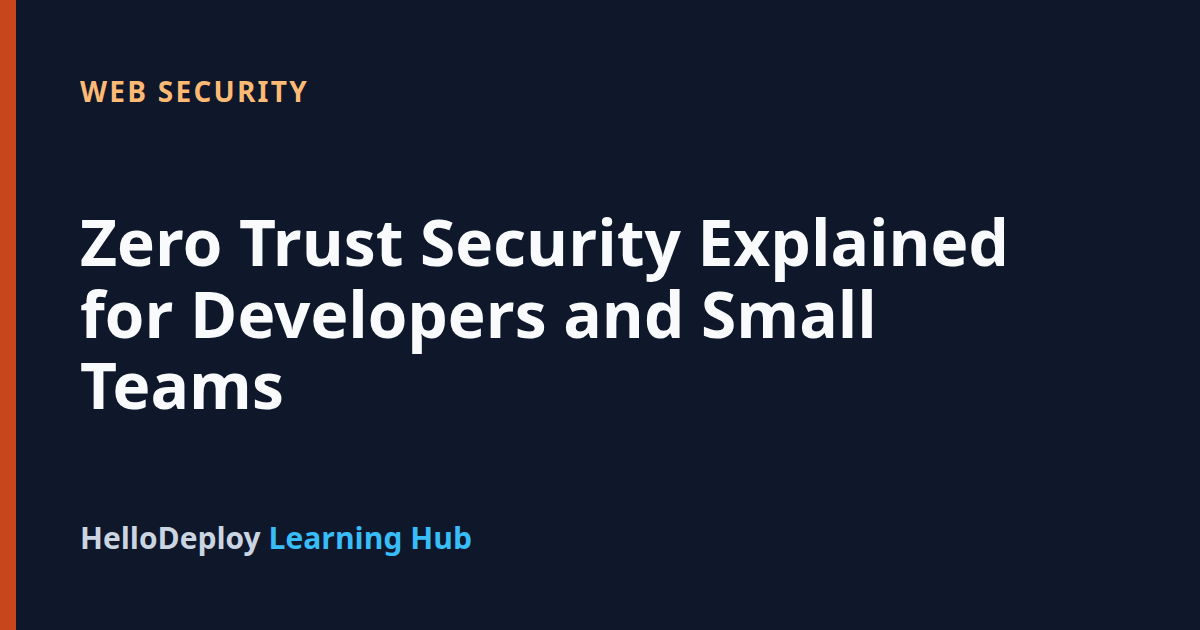 WEB SECURITY
Zero Trust Security Explained
for Developers and Small
Teams
HelloDeploy Learning Hub